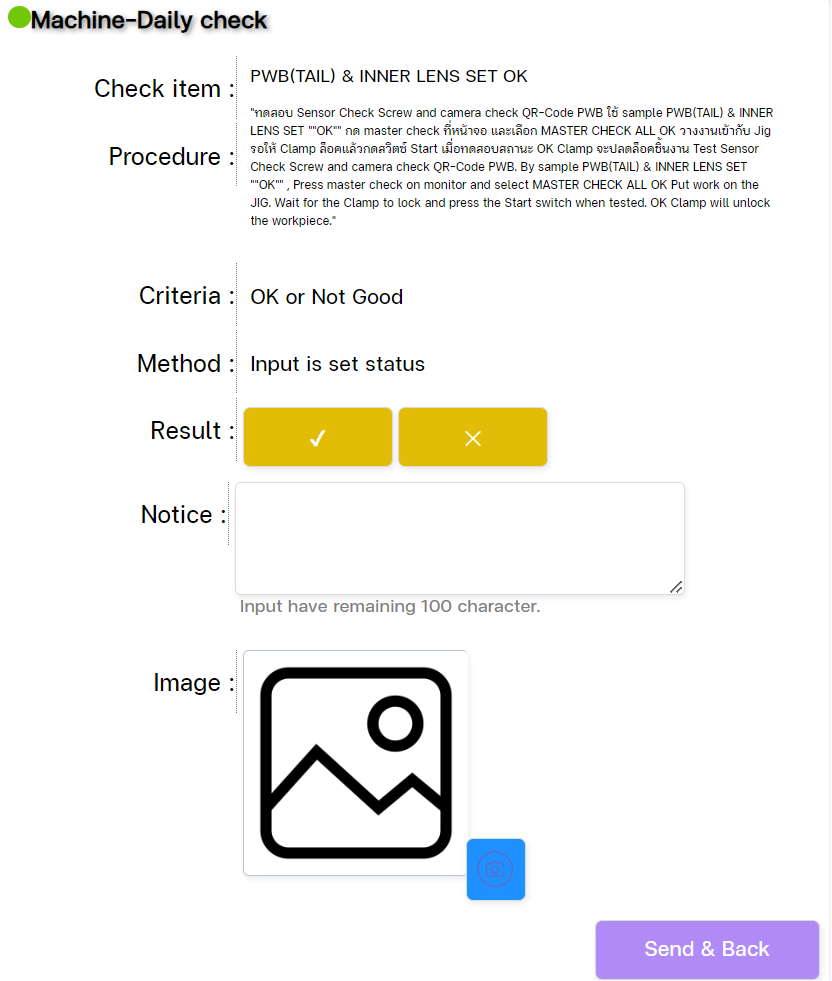 Machine-Daily check
Check item :
PWB(TAIL) & INNER LENS SET OK
Procedure :
"ทดสอบ Sensor Check Screw and camera check QR-Code PWB ใช้ sample PWB(TAIL) & INNER
LENS SET ""OK"" กด master check ที่หน้าจอ และเลือก MASTER CHECK ALL OK วางงานเข้ากับ Jig
รอให้ Clamp ล็อคแล้วกดสวิตซ์ Start เมื่อทดสอบสถานะ OK Clamp จะปลดล็อคชิ้นงาน Test Sensor
Check Screw and camera check QR-Code PWB. By sample PWB(TAIL) & INNER LENS SET
""OK"" , Press master check on monitor and select MASTER CHECK ALL OK Put work on the
JIG. Wait for the Clamp to lock and press the Start switch when tested. OK Clamp will unlock
the workpiece."
Criteria :
OK or Not Good
Method :
Input is set status
Result :
Notice :
Input have remaining 100 character.
Image :
Send & Back